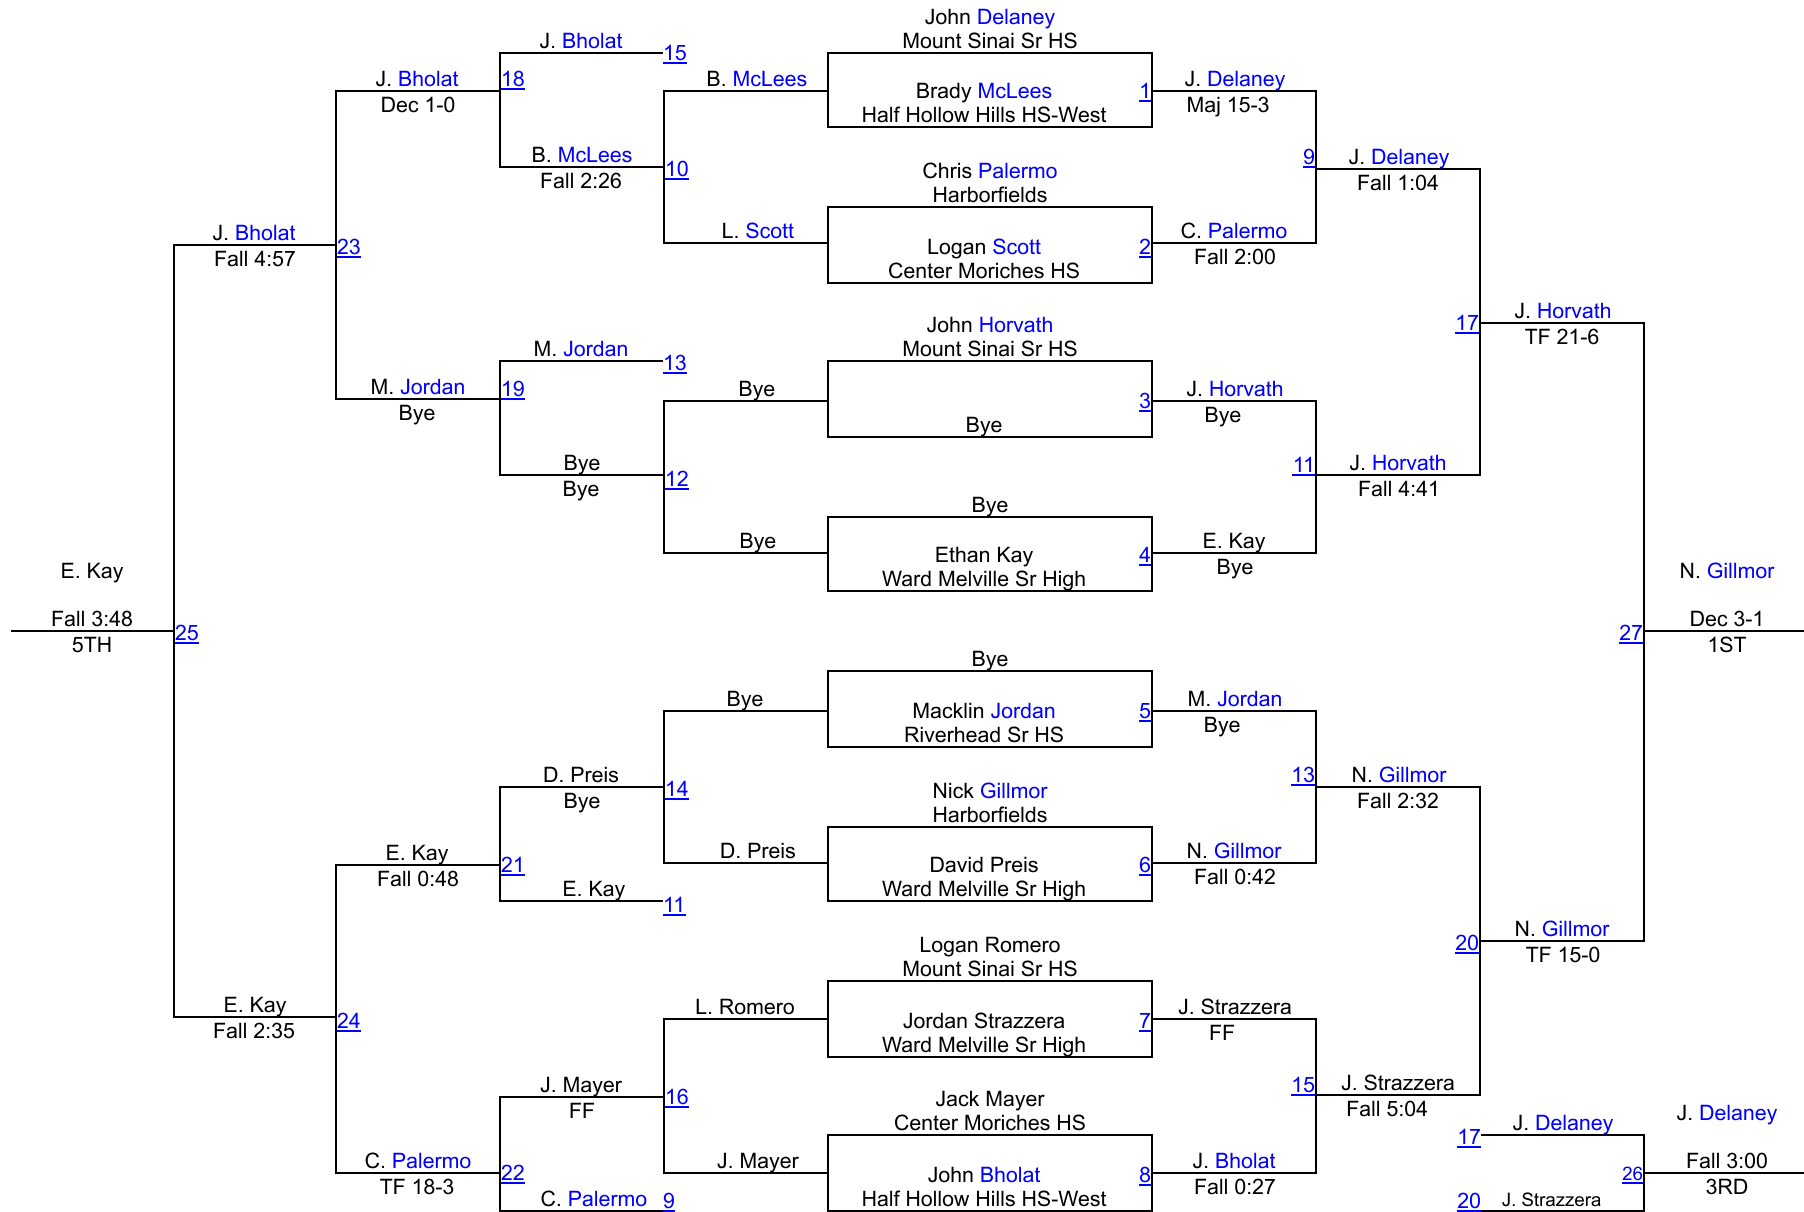 John Delaney
Mount Sinai Sr HS
J. Bholat
15
J. Bholat
18
B. McLees
Brady McLees
1
J. Delaney
Dec 1-0
Half Hollow Hills HS-West
Maj 15-3
B. McLees
10
Chris Palermo
9
J. Delaney
Fall 2:26
Harborfields
Fall 1:04
J. Bholat
23
L. Scott
Logan Scott
2
C. Palermo
Fall 4:57
Center Moriches HS
Fall 2:00
John Horvath
17
J. Horvath
M. Jordan
13
Mount Sinai Sr HS
TF 21-6
M. Jordan
19
Bye
3
J. Horvath
Bye
Bye
Bye
Bye
12
11
J. Horvath
Bye
Fall 4:41
Bye
Bye
Ethan Kay
4
E. Kay
Ward Melville Sr High
Bye
E. Kay
N. Gillmor
Fall 3:48
25
27
Dec 3-1
5TH
1ST
Bye
Bye
Macklin Jordan
5
M. Jordan
Riverhead Sr HS
Bye
D. Preis
14
Nick Gillmor
13
N. Gillmor
Bye
Harborfields
Fall 2:32
E. Kay
21
D. Preis
David Preis
6
N. Gillmor
Fall 0:48
E. Kay
11
Ward Melville Sr High
Fall 0:42
Logan Romero
20
N. Gillmor
Mount Sinai Sr HS
TF 15-0
E. Kay
24
L. Romero
Jordan Strazzera
7
J. Strazzera
Fall 2:35
Ward Melville Sr High
FF
J. Mayer
16
Jack Mayer
15
J. Strazzera
FF
Center Moriches HS
Fall 5:04
17
J. Delaney
J. Delaney
C. Palermo
22
J. Mayer
John Bholat
8
J. Bholat
26
Fall 3:00
TF 18-3
Fall 0:27
3RD
C. Palermo
9
Half Hollow Hills HS-West
20
J. Strazzera